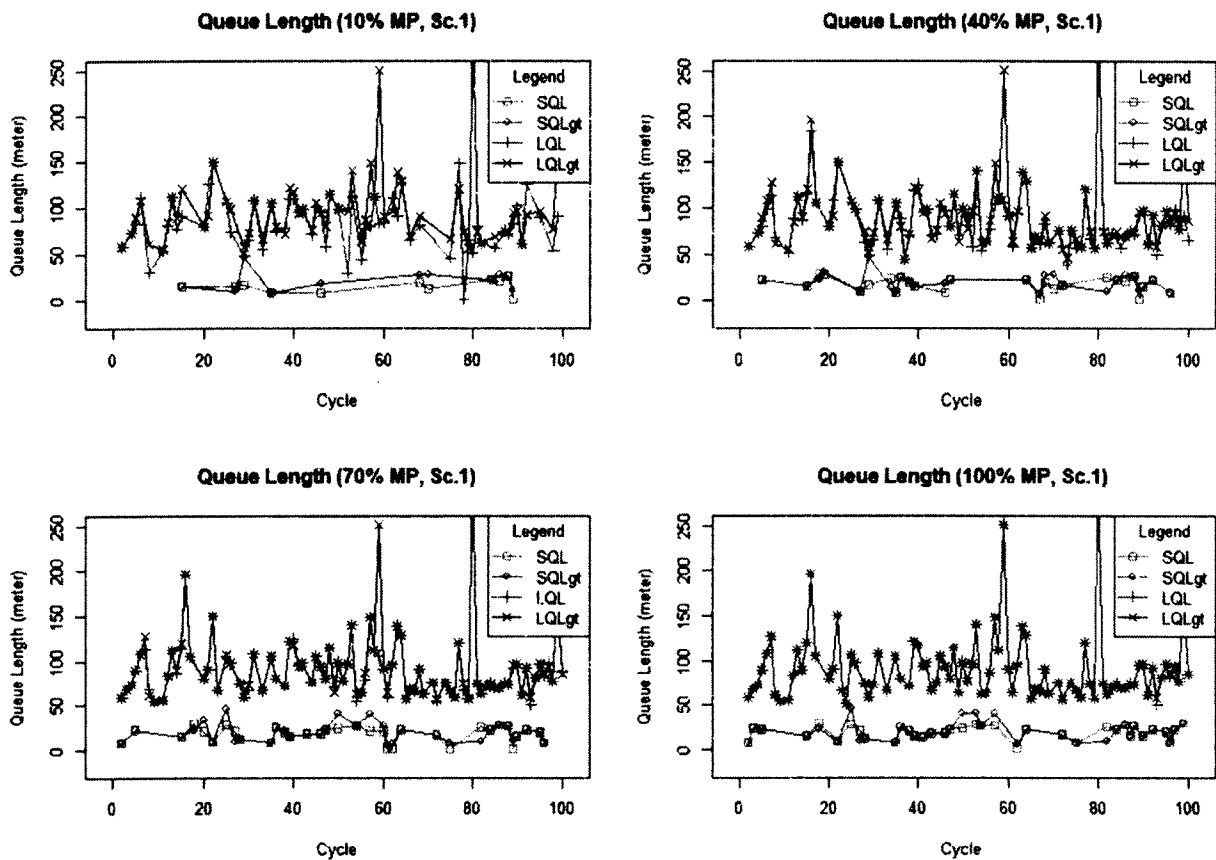 Queue Length (10% MP, Sc.1)
Queue Length (meter)
250
200
150
100
50
0
0
20
40
60
80
100
Cycle
Legend
SQL
SQLgt
LQL
LQLgt
Queue Length (40% MP, Sc.1)
Queue Length (meter)
250
200
150
100
50
0
0
20
40
60
80
100
Cycle
Legend
SQL
SQLgt
LQL
LQLgt
Queue Length (70% MP, Sc.1)
Queue Length (meter)
250
200
150
100
50
0
0
20
40
60
80
100
Cycle
Legend
SQL
SQLgt
LQL
LQLgt
Queue Length (100% MP, Sc.1)
Queue Length (meter)
250
200
150
100
50
0
0
20
40
60
80
100
Cycle
Legend
SQL
SQLgt
LQL
LQLgt